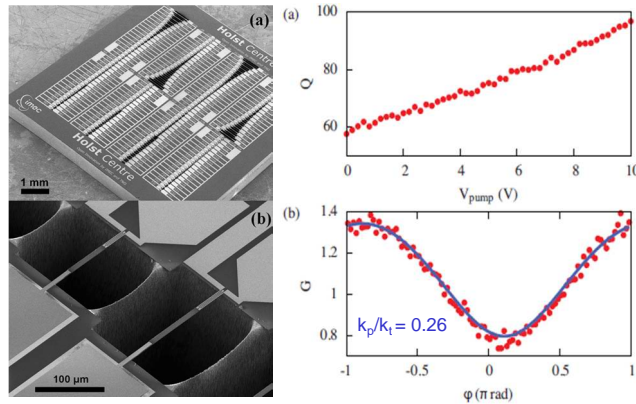 (a)
Holst Centre
imec
Holst Centre
1 mm
(b)
100 µm
(a)
Q
100
80
60
0
2
4
6
8
10
V_pump (V)
(b)
G
1.4
1.2
1
0.8
k_p/k_t = 0.26
-1
-0.5
0
0.5
1
φ (π rad)